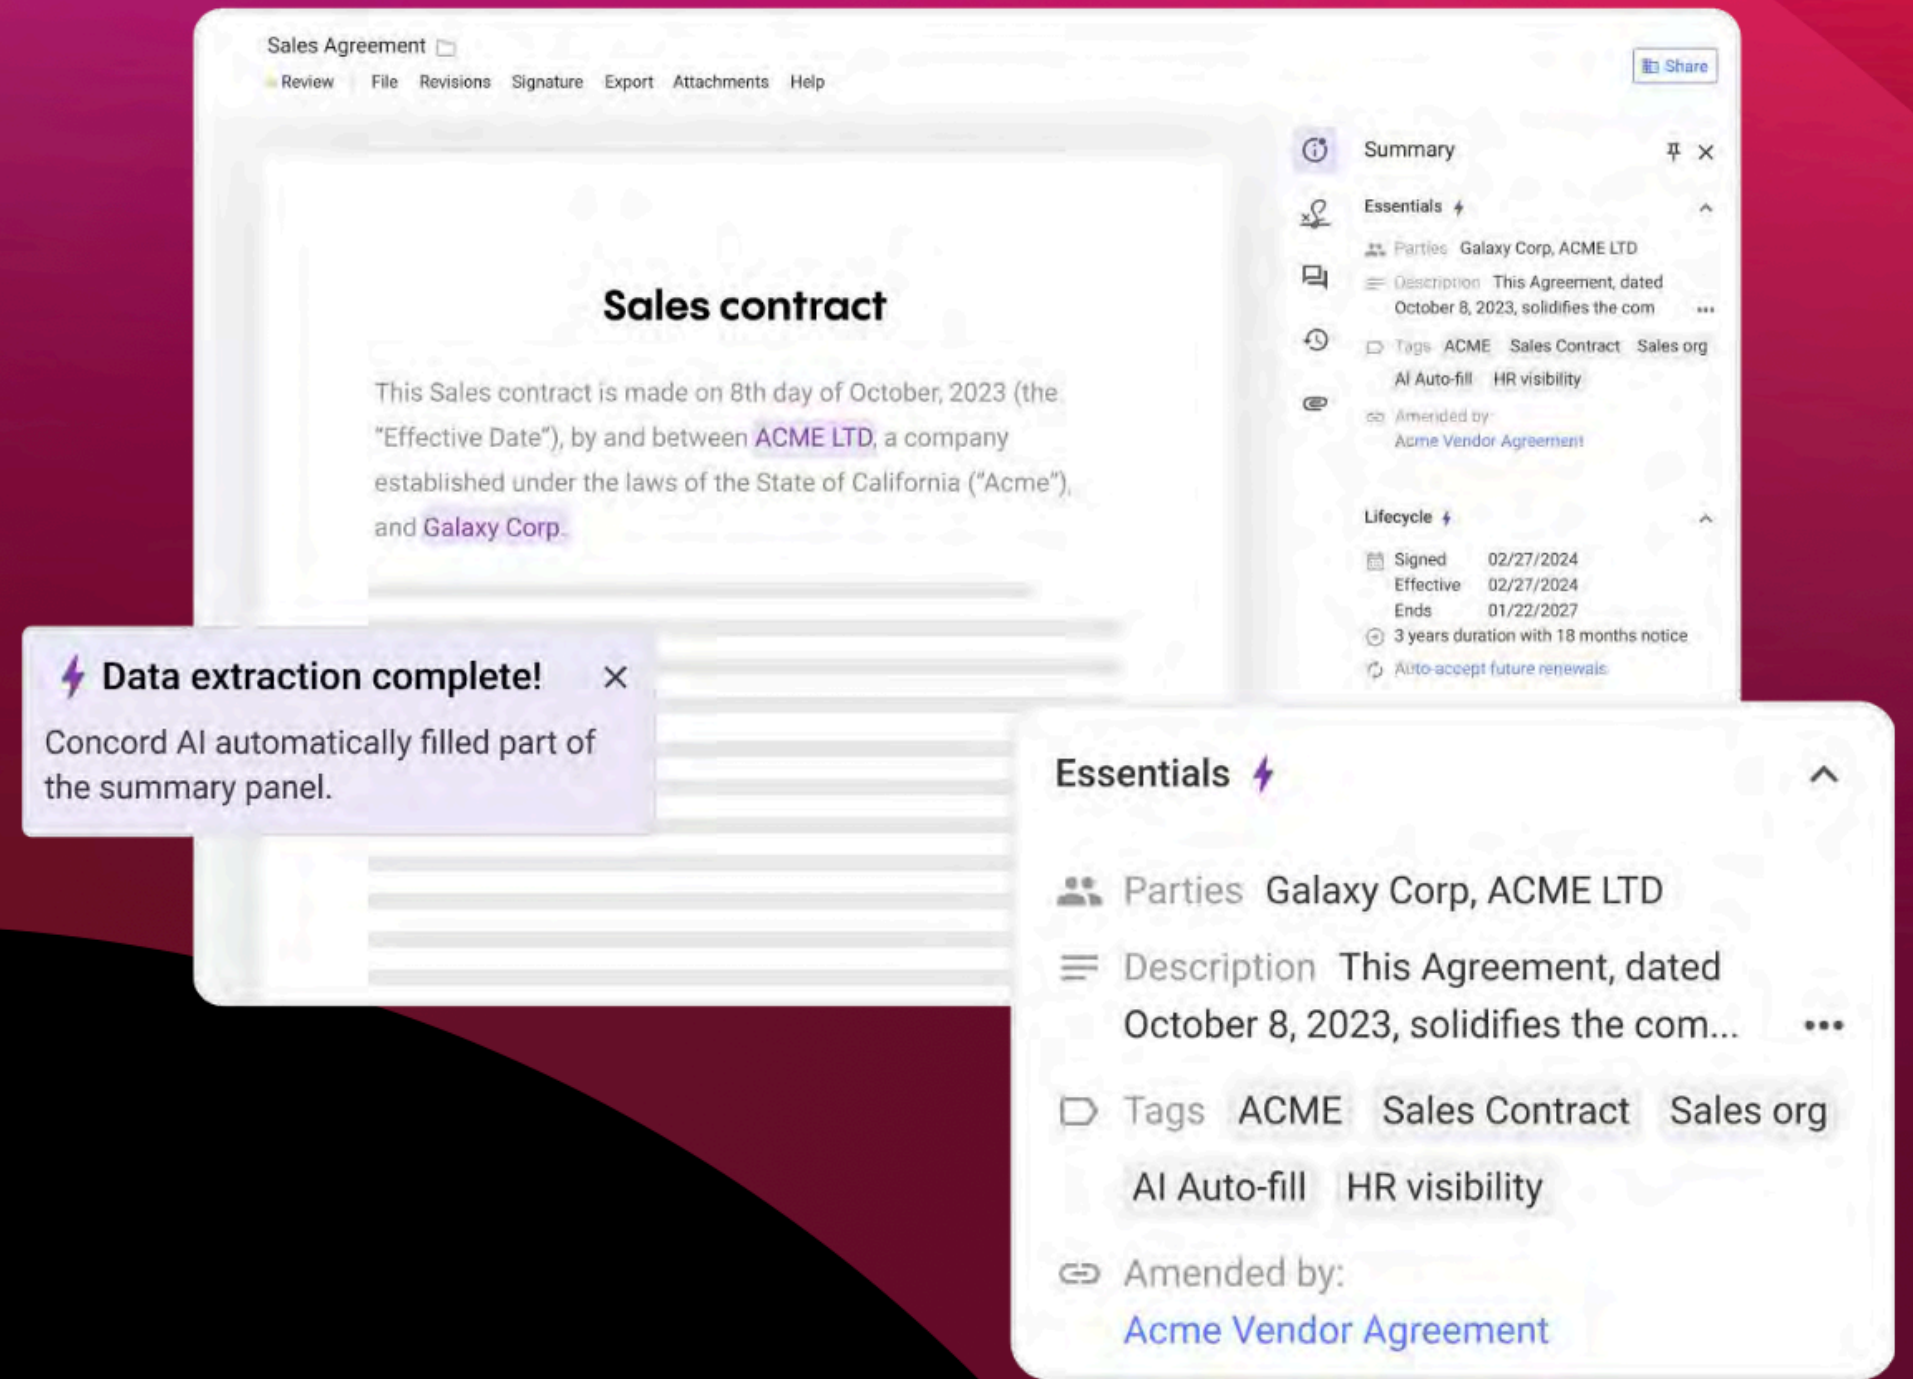 Sales Agreement
Review File Revisions Signature Export Attachments Help
Share
Sales contract
This Sales contract is made on 8th day of October, 2023 (the
“Effective Date”), by and between ACME LTD, a company
established under the laws of the State of California (“Acme”),
and Galaxy Corp.
Summary
Essentials
Parties Galaxy Corp, ACME LTD
Description This Agreement, dated
October 8, 2023, solidifies the com
Tags ACME Sales Contract Sales org
AI Auto-fill HR visibility
Amended by
Acme Vendor Agreement
Lifecycle
Signed 02/27/2024
Effective 02/27/2024
Ends 01/22/2027
3 years duration with 18 months notice
Auto-accept future renewals
Data extraction complete!
Concord AI automatically filled part of
the summary panel.
Essentials
Parties Galaxy Corp, ACME LTD
Description This Agreement, dated
October 8, 2023, solidifies the com...
Tags ACME Sales Contract Sales org
AI Auto-fill HR visibility
Amended by:
Acme Vendor Agreement